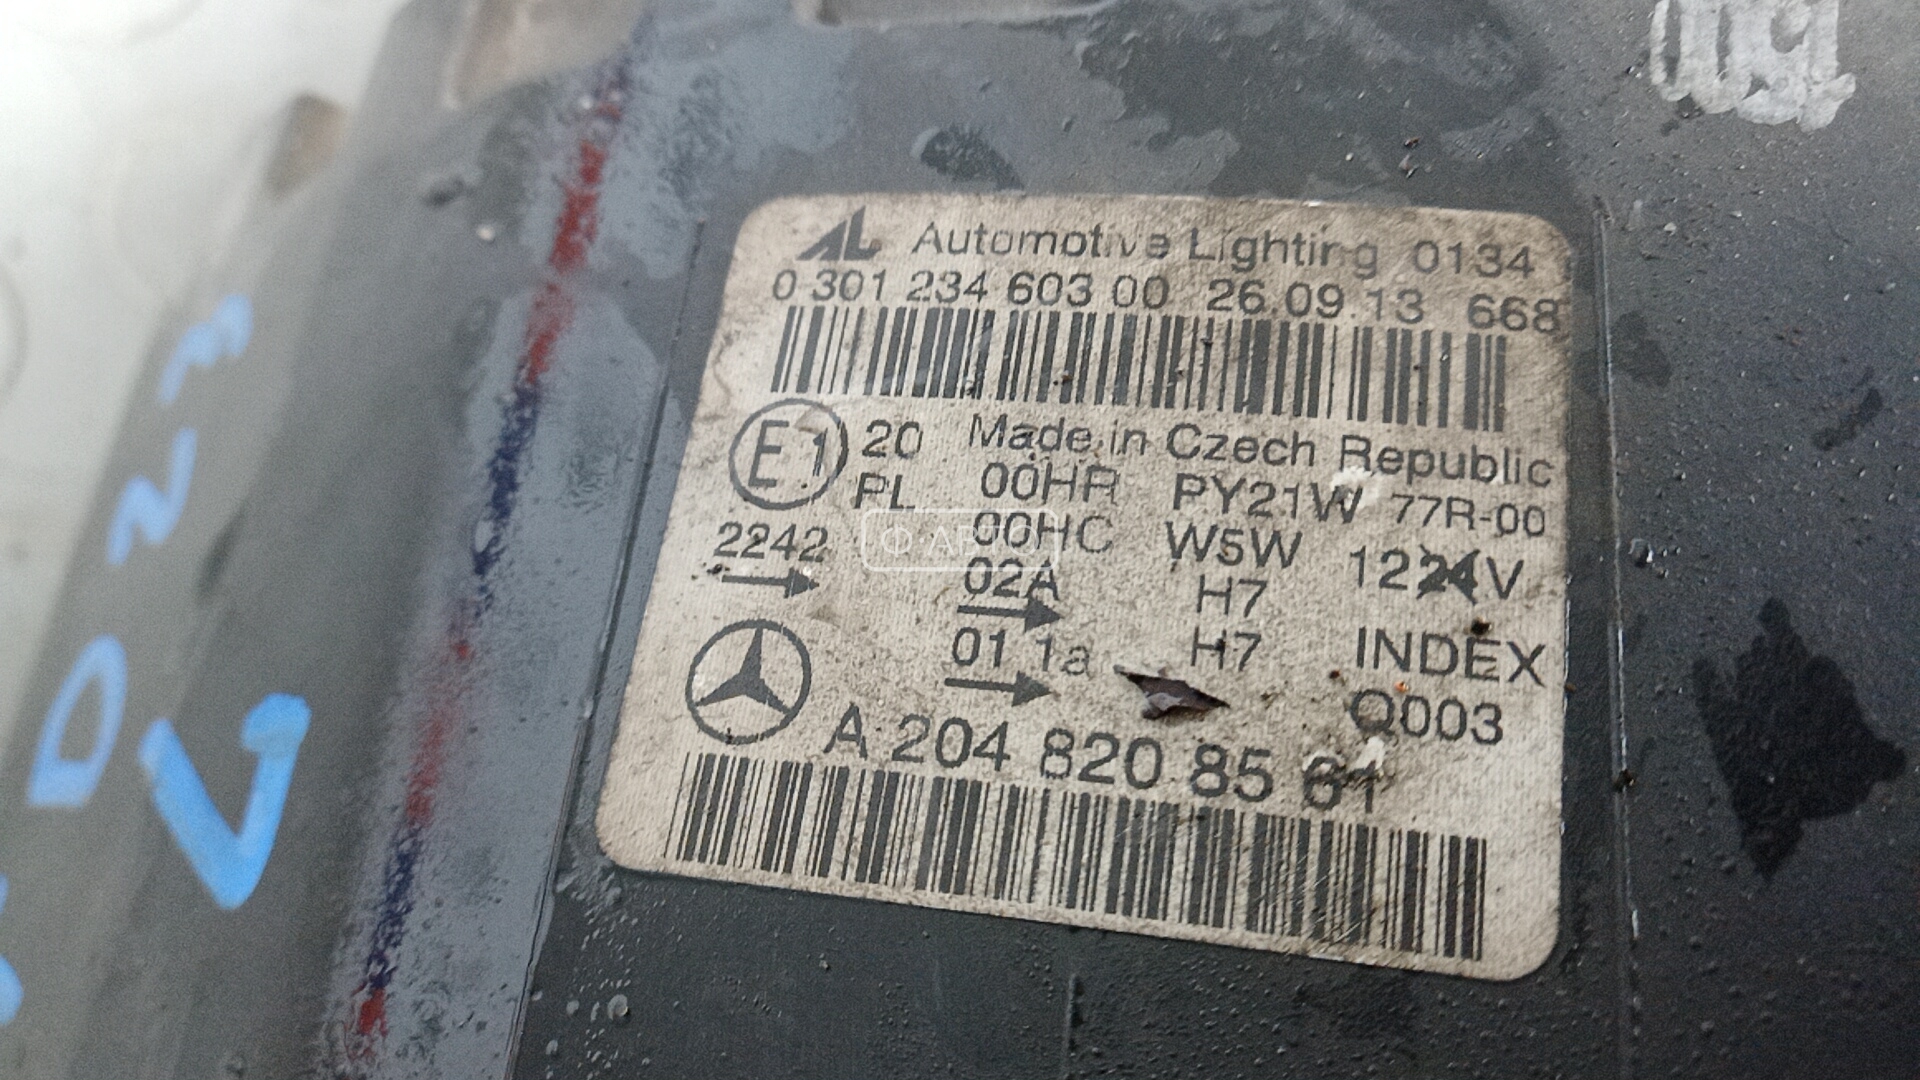 AL Automotive Lighting 0134
0 301 234 603 00 26.09.13 668
E1 20 Made in Czech Republic
PL 00HR PY21W 77R-00
2242 00HC W5W 12 24V
02A H7
01 1a H7 INDEX
Q003
A 204 820 85 61
D23
L